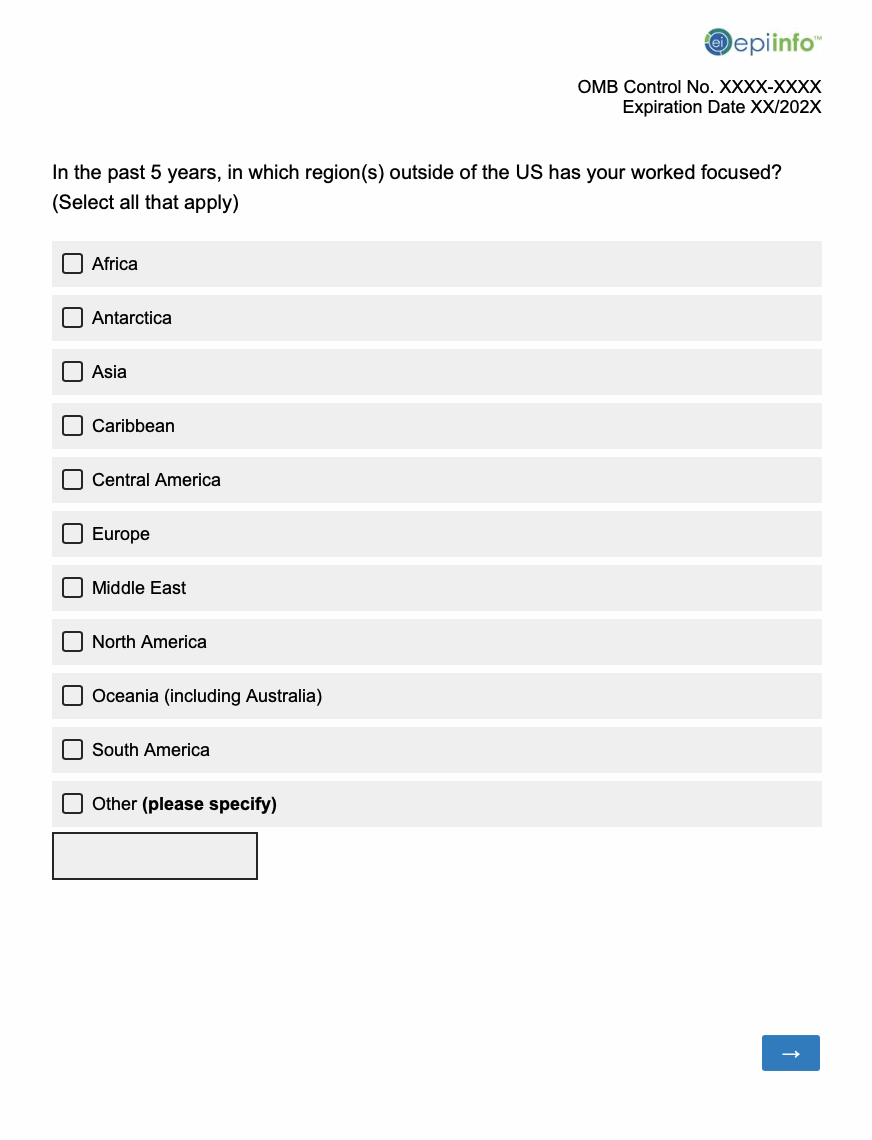 ei epiinfo™
OMB Control No. XXXX-XXXX
Expiration Date XX/202X
In the past 5 years, in which region(s) outside of the US has your worked focused?
(Select all that apply)
Africa
Antarctica
Asia
Caribbean
Central America
Europe
Middle East
North America
Oceania (including Australia)
South America
Other (please specify)
→